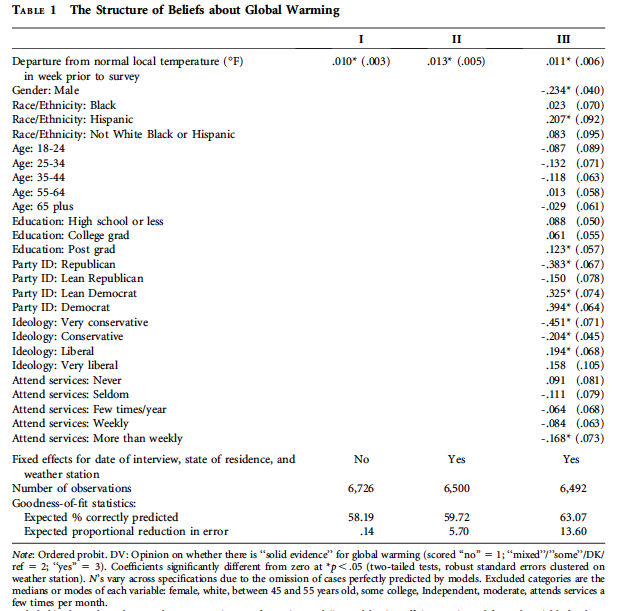 TABLE 1 The Structure of Beliefs about Global Warming
I II III
Departure from normal local temperature (°F) .010* (.003) .013* (.005) .011* (.006)
in week prior to survey
Gender: Male -.234* (.040)
Race/Ethnicity: Black .023 (.070)
Race/Ethnicity: Hispanic .207* (.092)
Race/Ethnicity: Not White Black or Hispanic .083 (.095)
Age: 18-24 -.087 (.089)
Age: 25-34 -.132 (.071)
Age: 35-44 -.118 (.063)
Age: 55-64 .013 (.058)
Age: 65 plus -.029 (.061)
Education: High school or less .088 (.050)
Education: College grad .061 (.055)
Education: Post grad .123* (.057)
Party ID: Republican -.383* (.067)
Party ID: Lean Republican -.150 (.078)
Party ID: Lean Democrat .325* (.074)
Party ID: Democrat .394* (.064)
Ideology: Very conservative -.451* (.071)
Ideology: Conservative -.204* (.045)
Ideology: Liberal .194* (.068)
Ideology: Very liberal .158 (.105)
Attend services: Never .091 (.081)
Attend services: Seldom -.111 (.079)
Attend services: Few times/year -.064 (.068)
Attend services: Weekly -.084 (.063)
Attend services: More than weekly -.168* (.073)
Fixed effects for date of interview, state of residence, and No Yes Yes
weather station
Number of observations 6,726 6,500 6,492
Goodness-of-fit statistics:
Expected % correctly predicted 58.19 59.72 63.07
Expected proportional reduction in error .14 5.70 13.60
Note: Ordered probit. DV: Opinion on whether there is "solid evidence" for global warming (scored "no" = 1; "mixed"/"some"/DK/
ref = 2; "yes" = 3). Coefficients significantly different from zero at *p<.05 (two-tailed tests, robust standard errors clustered on
weather station). N's vary across specifications due to the omission of cases perfectly predicted by models. Excluded categories are the
medians or modes of each variable: female, white, between 45 and 55 years old, some college, Independent, moderate, attends services a
few times per month.